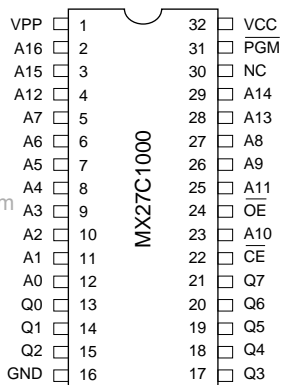 VPP 1 32 VCC
A16 2 31 P̅G̅M̅
A15 3 30 NC
A12 4 29 A14
A7 5 28 A13
A6 6 27 A8
A5 7 26 A9
A4 8 25 A11
A3 9 24 O̅E̅
A2 10 23 A10
A1 11 22 C̅E̅
A0 12 21 Q7
Q0 13 20 Q6
Q1 14 19 Q5
Q2 15 18 Q4
GND 16 17 Q3
MX27C1000
m